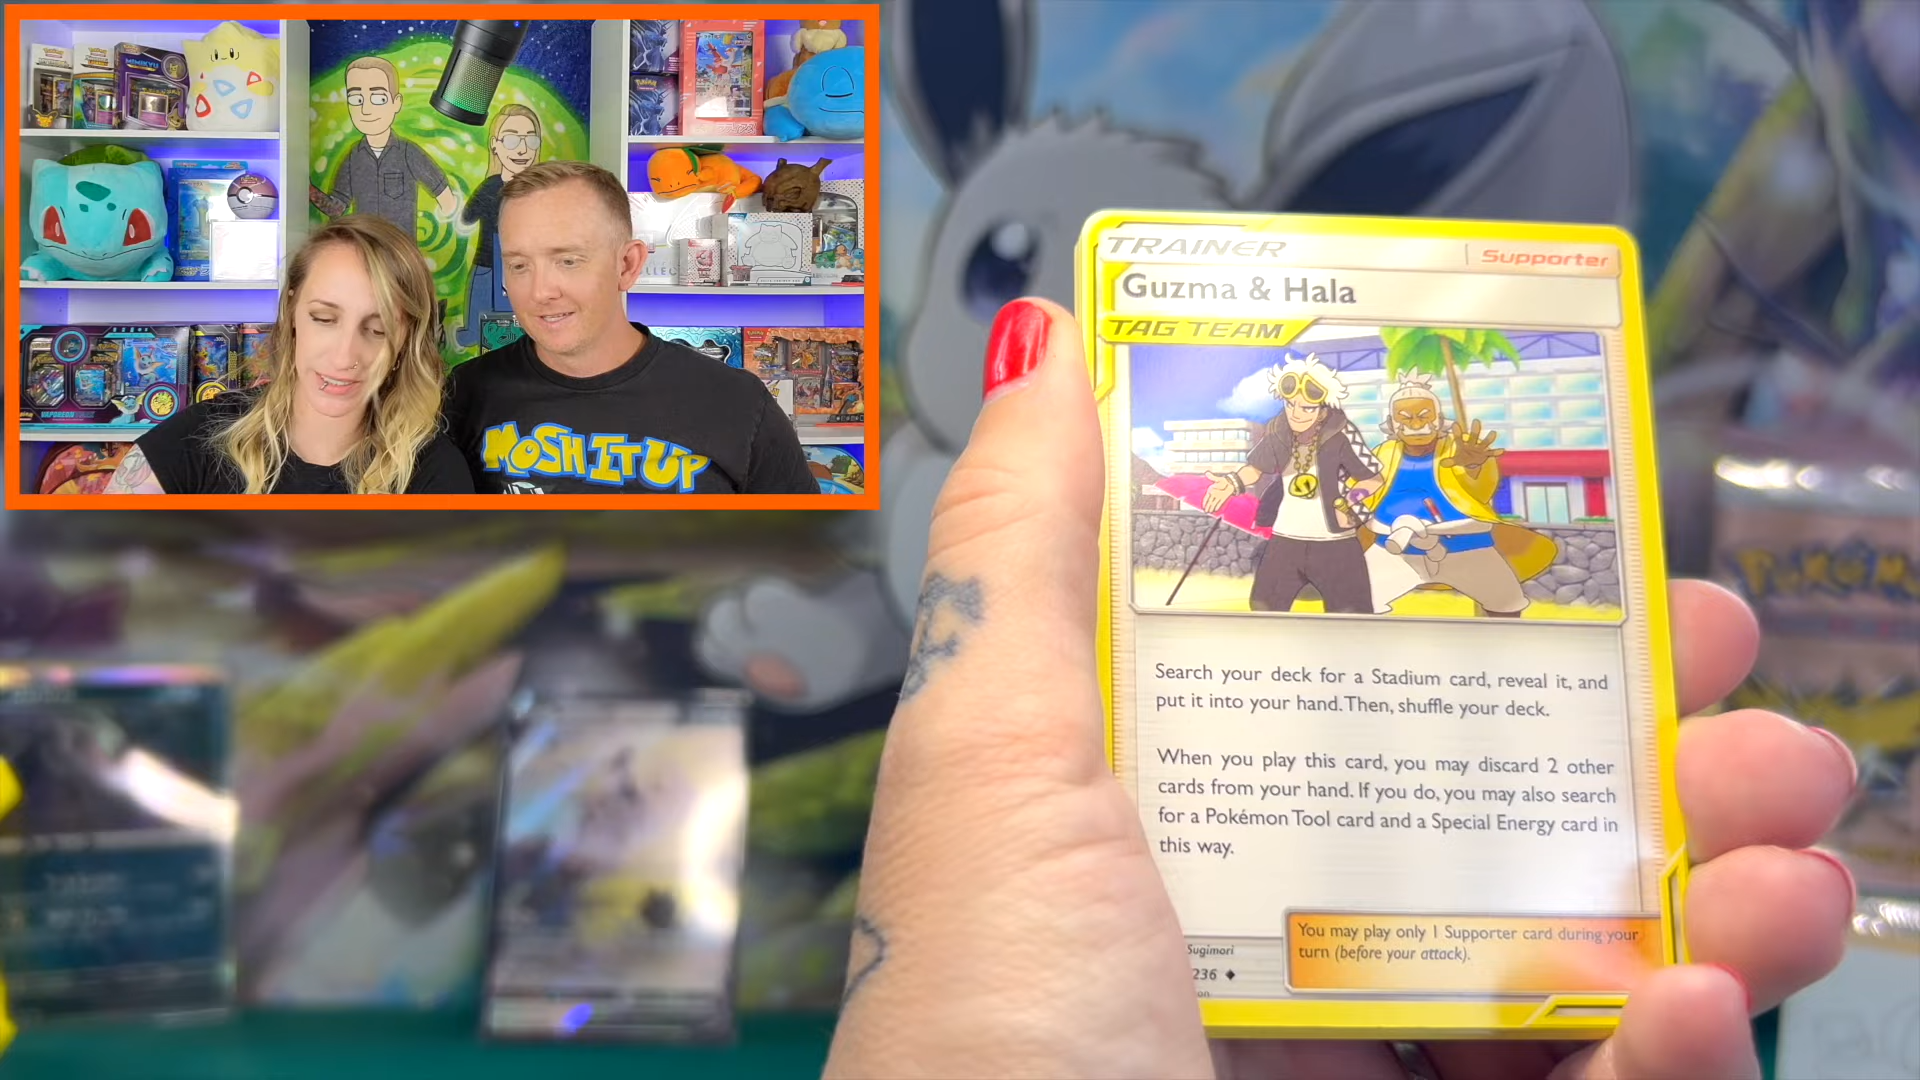 MIMIKYU
VAPOREON
MOSH IT UP
TRAINER
Supporter
Guzma & Hala
TAG TEAM
Search your deck for a Stadium card, reveal it, and
put it into your hand. Then, shuffle your deck.
When you play this card, you may discard 2 other
cards from your hand. If you do, you may also search
for a Pokémon Tool card and a Special Energy card in
this way.
You may play only 1 Supporter card during your
turn (before your attack).
Sugimori
236
Pokémon